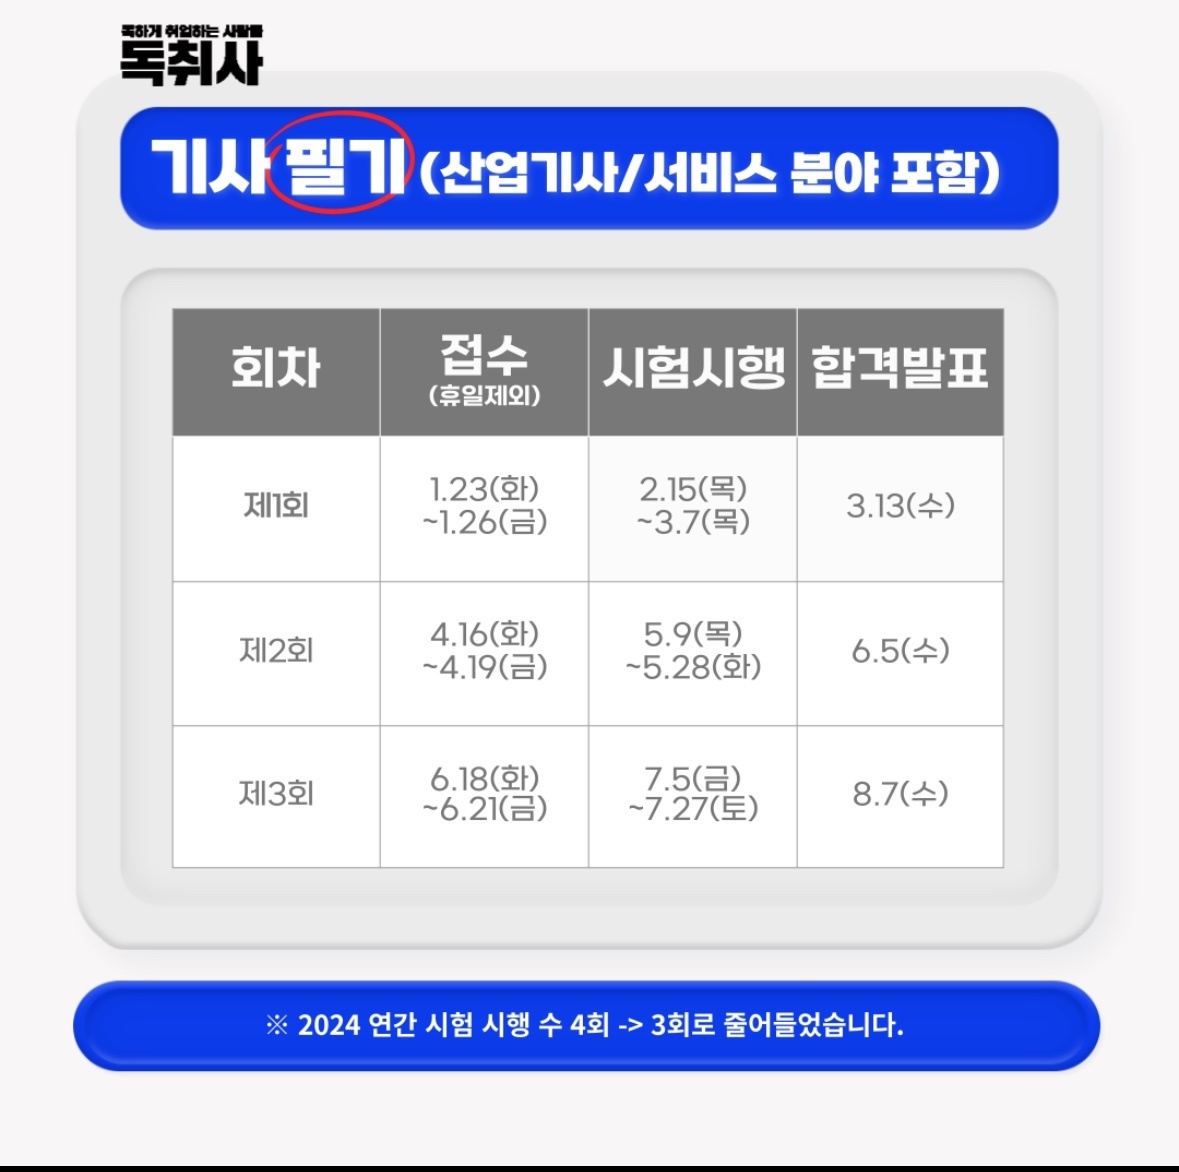 독하게 취업하는 사람들
독취사
기사 필기 (산업기사/서비스 분야 포함)
회차
접수
(휴일제외)
시험시행
합격발표
제1회
1.23(화)
~1.26(금)
2.15(목)
~3.7(목)
3.13(수)
제2회
4.16(화)
~4.19(금)
5.9(목)
~5.28(화)
6.5(수)
제3회
6.18(화)
~6.21(금)
7.5(금)
~7.27(토)
8.7(수)
※ 2024 연간 시험 시행 수 4회 -> 3회로 줄어들었습니다.